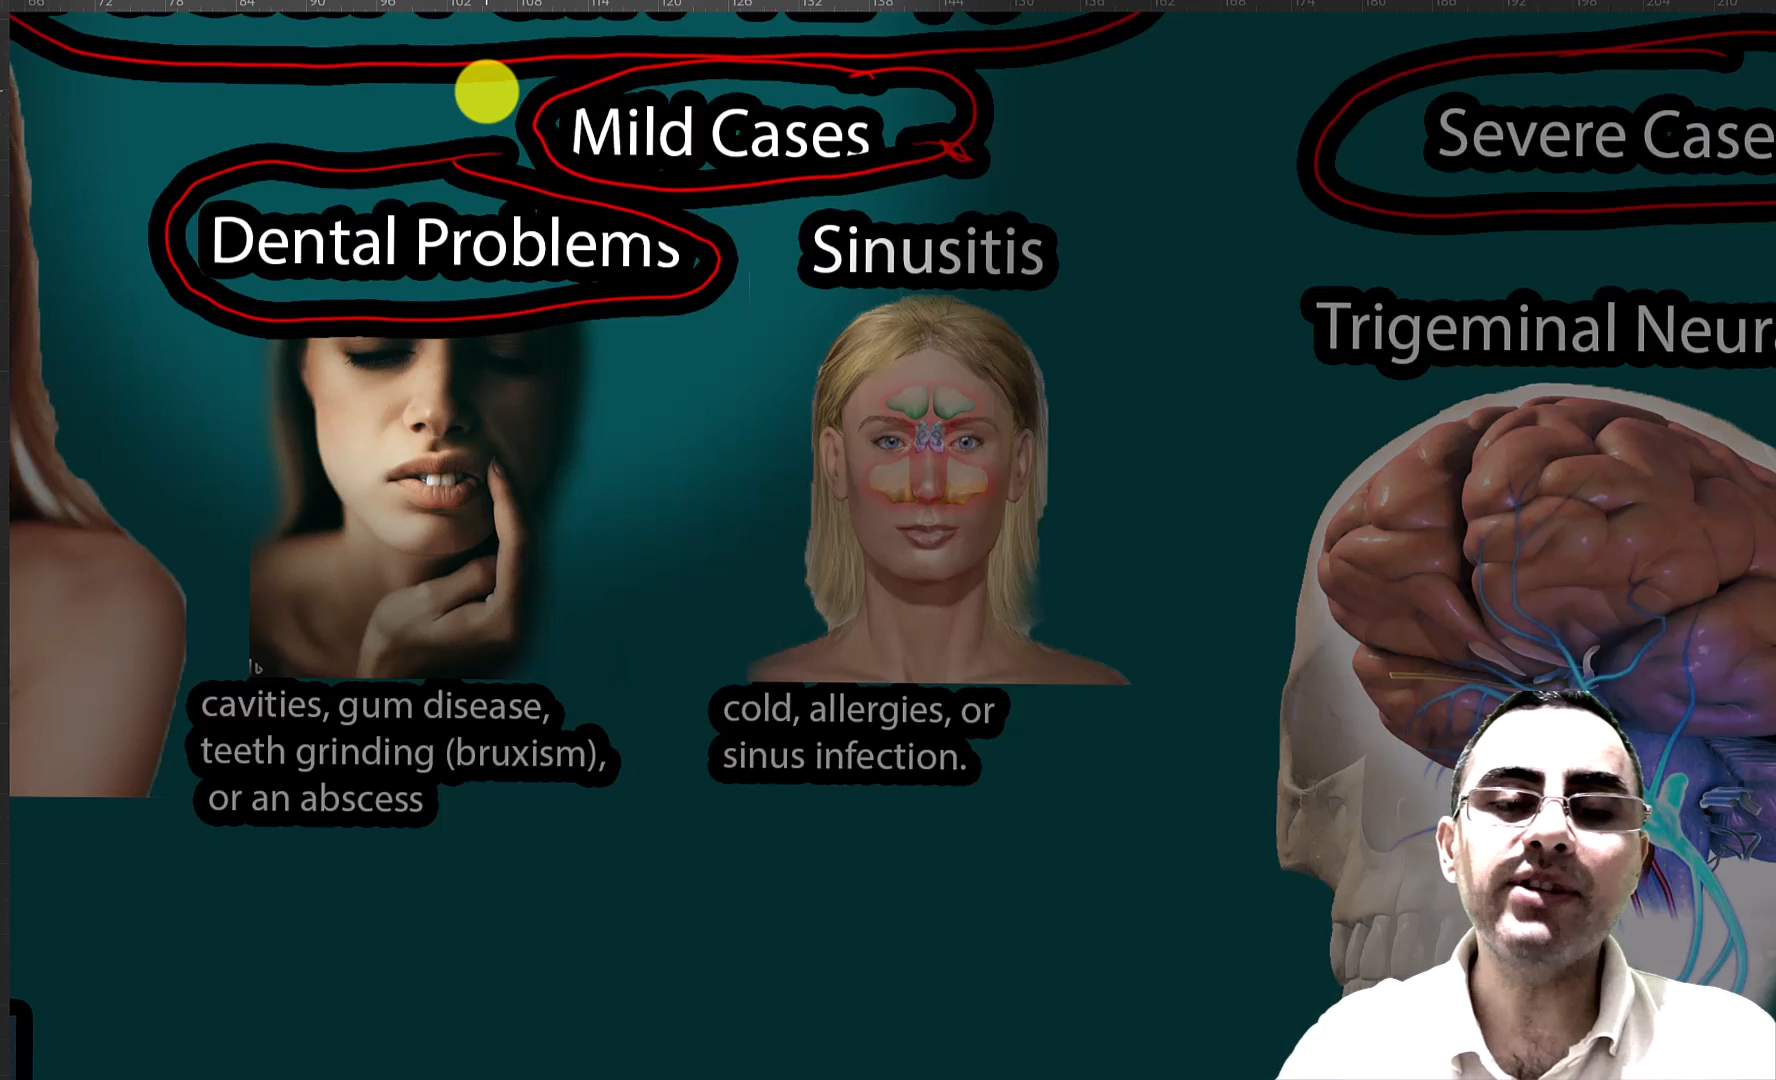 Mild Cases
Severe Case
Dental Problems
Sinusitis
Trigeminal Neur
cavities, gum disease,
teeth grinding (bruxism),
or an abscess
cold, allergies, or
sinus infection.